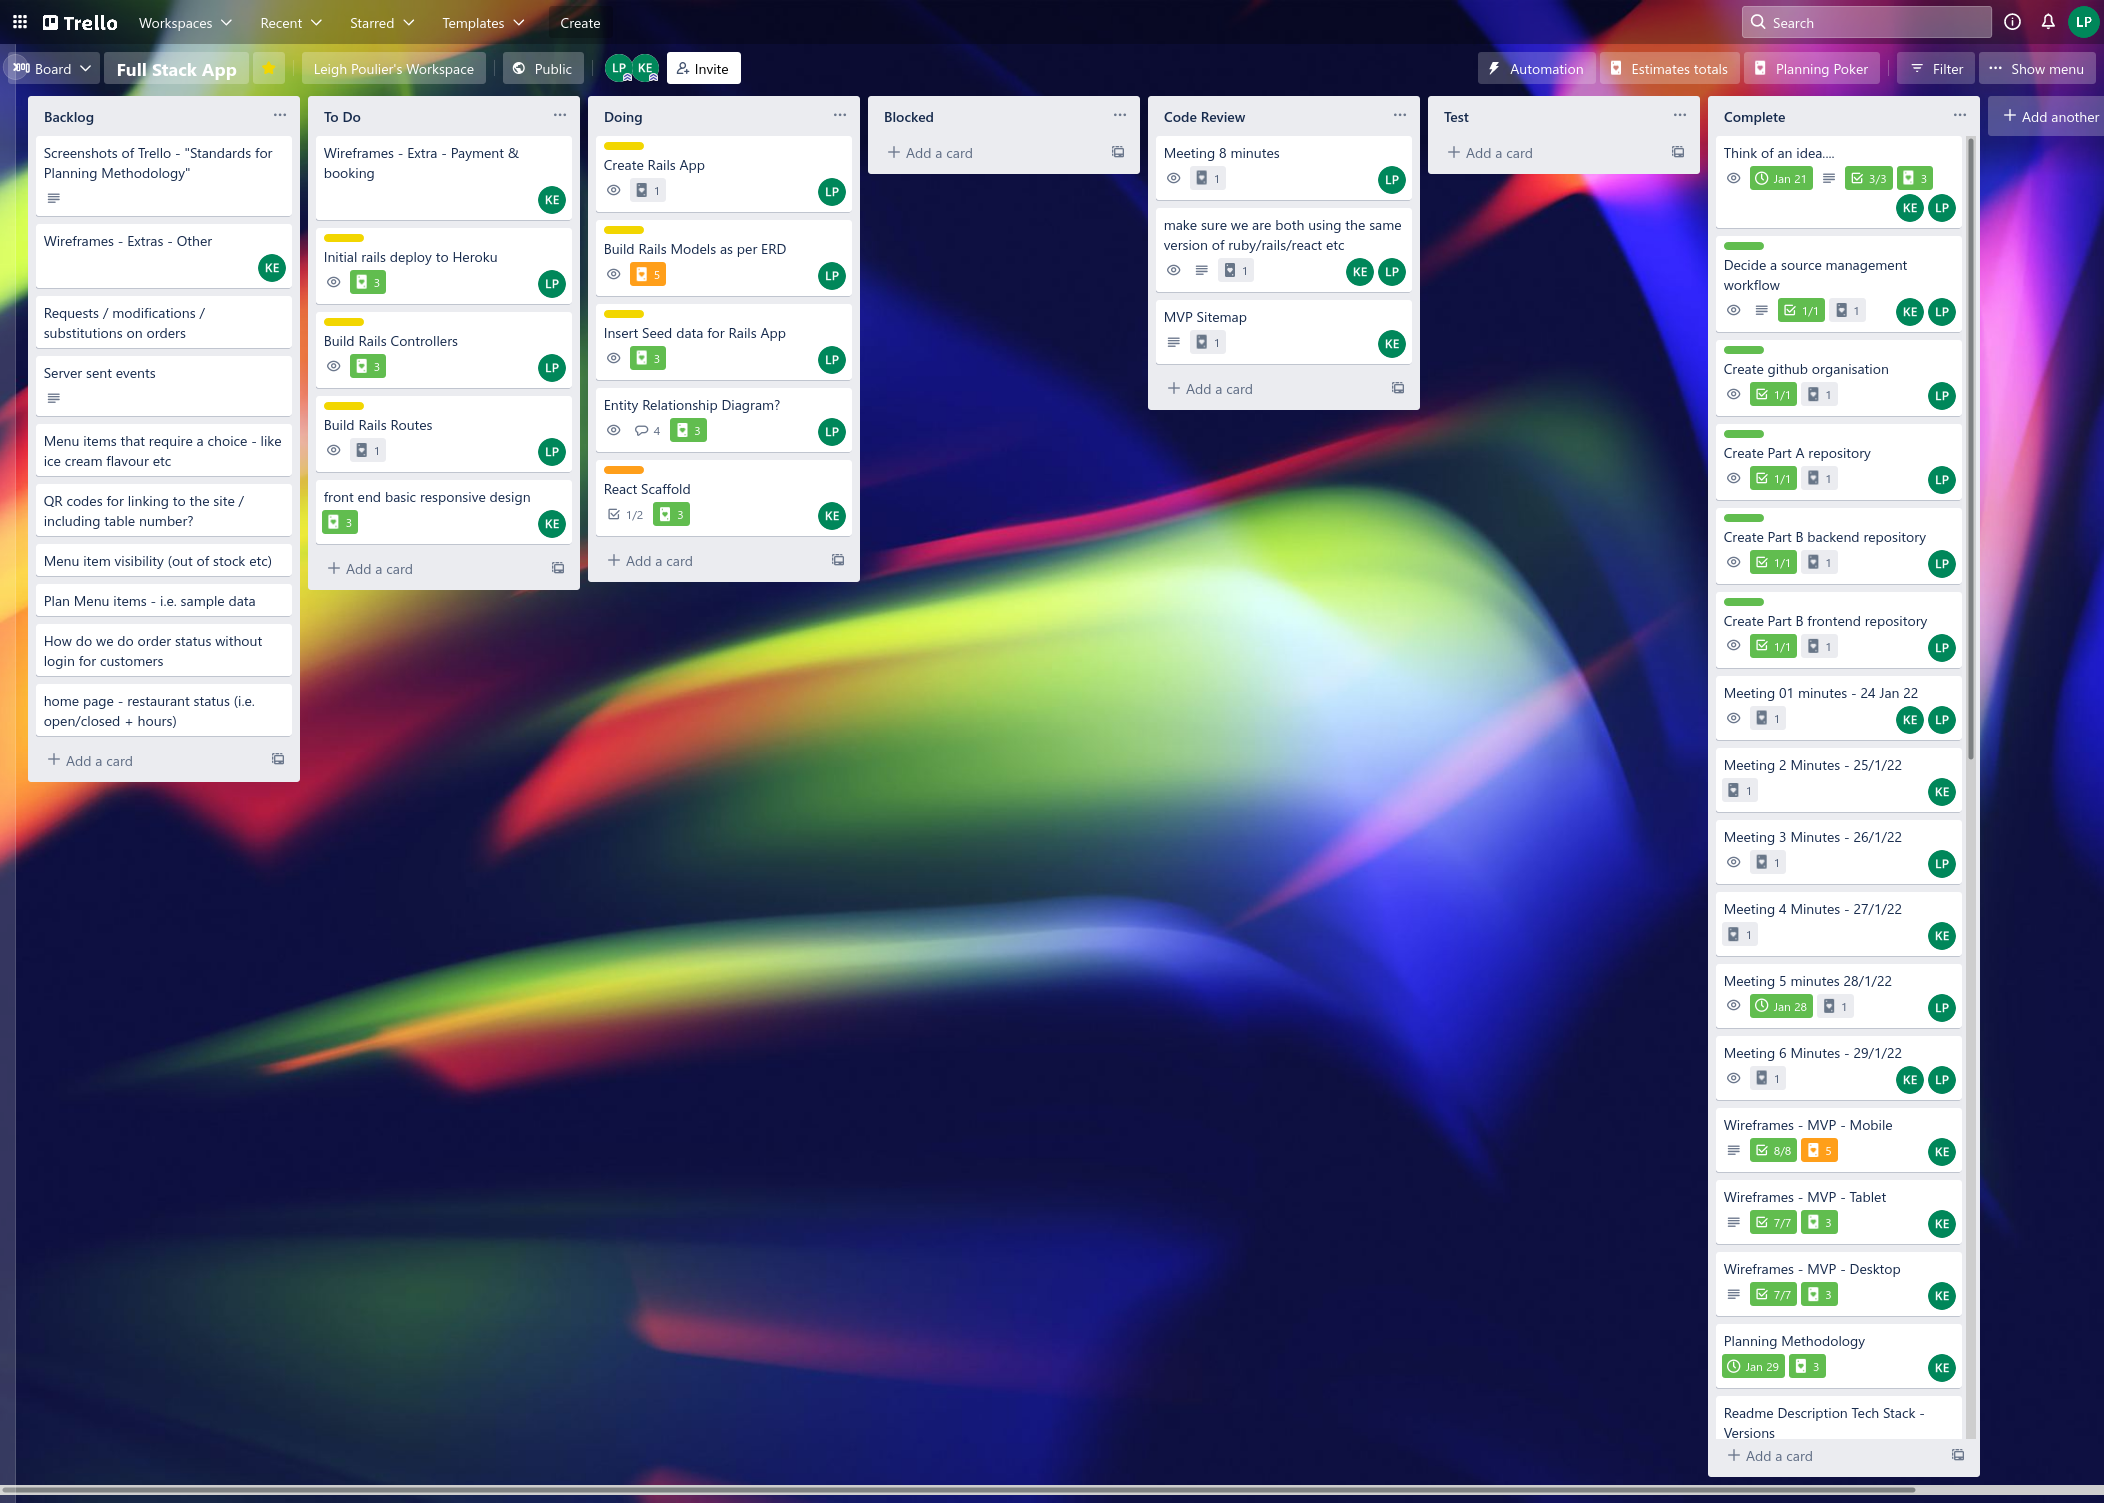 Trello
Workspaces
Recent
Starred
Templates
Create
Search
LP
Board
Full Stack App
Leigh Poulier's Workspace
Public
LP
KE
Invite
Automation
Estimates totals
Planning Poker
Filter
Show menu
Backlog
Screenshots of Trello - "Standards for
Planning Methodology"
Wireframes - Extras - Other
KE
Requests / modifications /
substitutions on orders
Server sent events
Menu items that require a choice - like
ice cream flavour etc
QR codes for linking to the site /
including table number?
Menu item visibility (out of stock etc)
Plan Menu items - i.e. sample data
How do we do order status without
login for customers
home page - restaurant status (i.e.
open/closed + hours)
Add a card
To Do
Wireframes - Extra - Payment &
booking
KE
Initial rails deploy to Heroku
3 LP
Build Rails Controllers
3 LP
Build Rails Routes
1 LP
front end basic responsive design
3 KE
Add a card
Doing
Create Rails App
1 LP
Build Rails Models as per ERD
5 LP
Insert Seed data for Rails App
3 LP
Entity Relationship Diagram?
4 3 LP
React Scaffold
1/2 3 KE
Add a card
Blocked
Add a card
Code Review
Meeting 8 minutes
1 LP
make sure we are both using the same
version of ruby/rails/react etc
1 KE LP
MVP Sitemap
1 KE
Add a card
Test
Add a card
Complete
Think of an idea....
Jan 21 3/3 3
KE LP
Decide a source management
workflow
1/1 1 KE LP
Create github organisation
1/1 1 LP
Create Part A repository
1/1 1 LP
Create Part B backend repository
1/1 1 LP
Create Part B frontend repository
1/1 1 LP
Meeting 01 minutes - 24 Jan 22
1 KE LP
Meeting 2 Minutes - 25/1/22
1 KE
Meeting 3 Minutes - 26/1/22
1 LP
Meeting 4 Minutes - 27/1/22
1 KE
Meeting 5 minutes 28/1/22
Jan 28 1 LP
Meeting 6 Minutes - 29/1/22
1 KE LP
Wireframes - MVP - Mobile
8/8 5 KE
Wireframes - MVP - Tablet
7/7 3 KE
Wireframes - MVP - Desktop
7/7 3 KE
Planning Methodology
Jan 29 3 KE
Readme Description Tech Stack -
Versions
Add a card
Add another